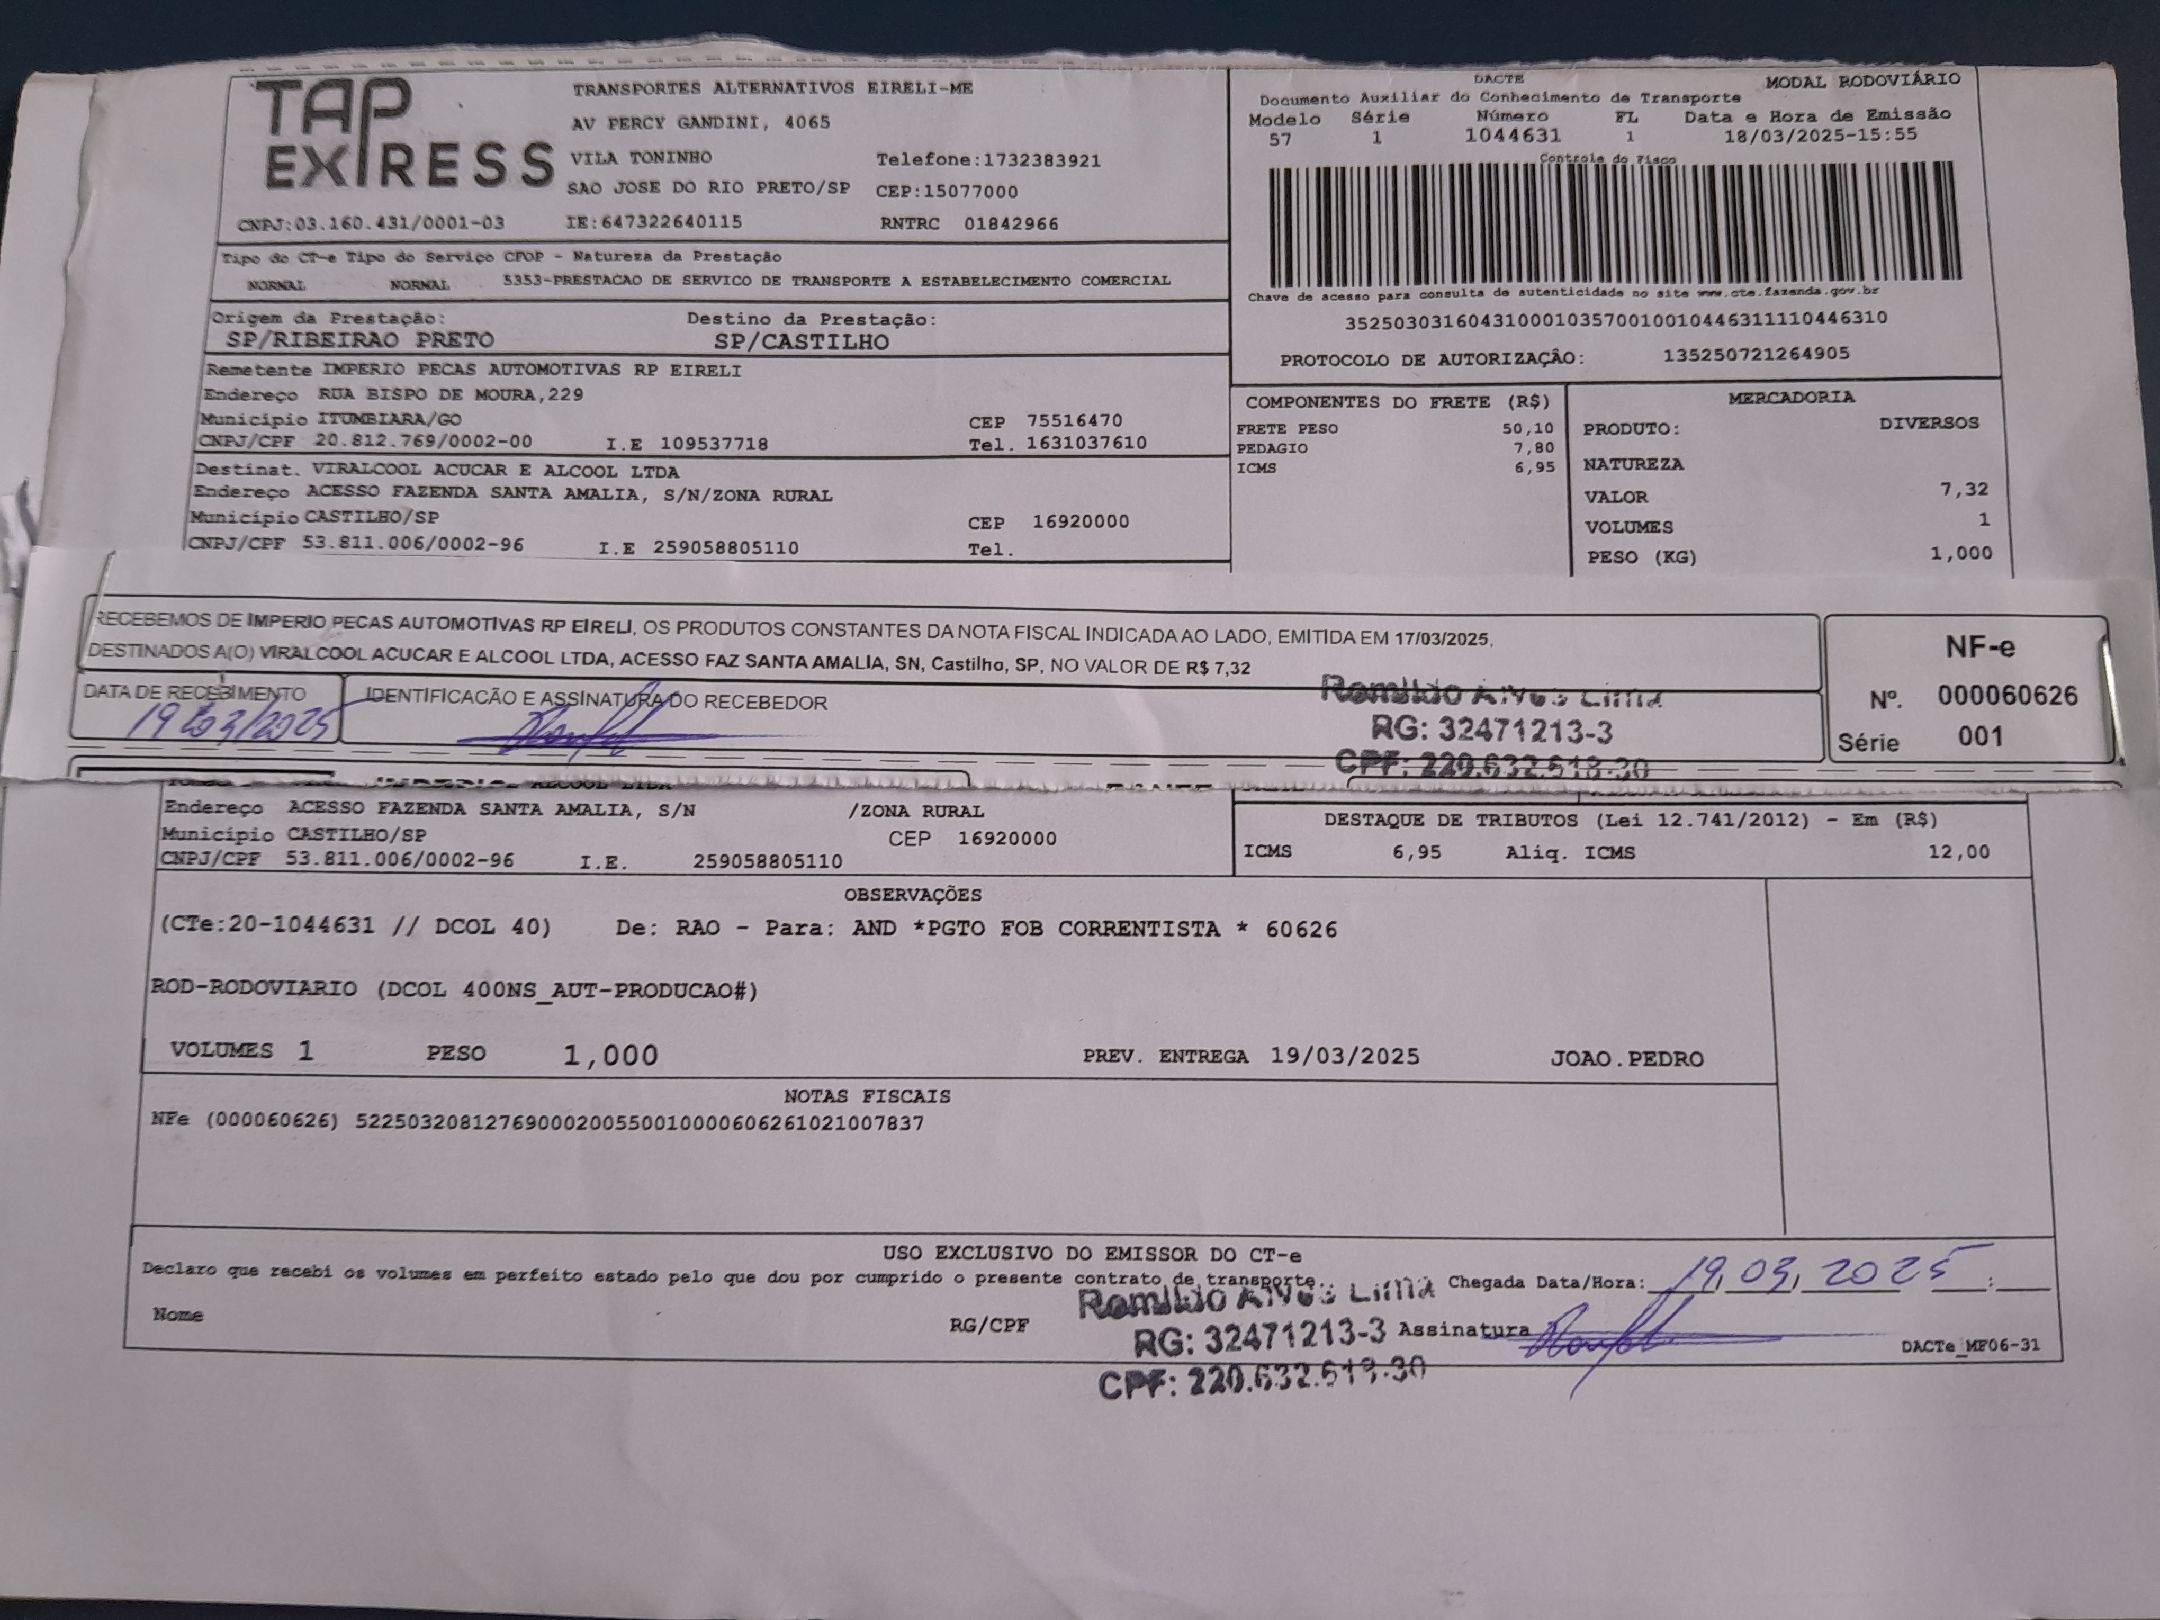 TAP EXPRESS
TRANSPORTES ALTERNATIVOS EIRELI-ME
AV PERCY GANDINI, 4065
VILA TONINHO Telefone:1732383921
SAO JOSE DO RIO PRETO/SP CEP:15077000
CNPJ:03.160.431/0001-03 IE:647322640115 RNTRC 01842966
DACTE MODAL RODOVIÁRIO
Documento Auxiliar do Conhecimento de Transporte
Modelo Série Número FL Data e Hora de Emissão
57 1 1044631 1 18/03/2025-15:55
Controle do Fisco
Chave de acesso para consulta de autenticidade no site www.cte.fazenda.gov.br
35250303160431000103570010010446311110446310
PROTOCOLO DE AUTORIZAÇÃO: 135250721264905
Tipo do CT-e Tipo do Serviço CFOP - Natureza da Prestação
NORMAL NORMAL 5353-PRESTACAO DE SERVICO DE TRANSPORTE A ESTABELECIMENTO COMERCIAL
Origem da Prestação: Destino da Prestação:
SP/RIBEIRAO PRETO SP/CASTILHO
Remetente IMPERIO PECAS AUTOMOTIVAS RP EIRELI
Endereço RUA BISPO DE MOURA,229
Município ITUMBIARA/GO CEP 75516470
CNPJ/CPF 20.812.769/0002-00 I.E 109537718 Tel. 1631037610
Destinat. VIRALCOOL ACUCAR E ALCOOL LTDA
Endereço ACESSO FAZENDA SANTA AMALIA, S/N/ZONA RURAL
Município CASTILHO/SP CEP 16920000
CNPJ/CPF 53.811.006/0002-96 I.E 259058805110 Tel.
COMPONENTES DO FRETE (R$)
FRETE PESO 50,10
PEDAGIO 7,80
ICMS 6,95
MERCADORIA
PRODUTO: DIVERSOS
NATUREZA
VALOR 7,32
VOLUMES 1
PESO (KG) 1,000
RECEBEMOS DE IMPERIO PECAS AUTOMOTIVAS RP EIRELI, OS PRODUTOS CONSTANTES DA NOTA FISCAL INDICADA AO LADO, EMITIDA EM 17/03/2025,
DESTINADOS A(O) VIRALCOOL ACUCAR E ALCOOL LTDA, ACESSO FAZ SANTA AMALIA, SN, Castilho, SP, NO VALOR DE R$ 7,32
DATA DE RECEBIMENTO IDENTIFICAÇÃO E ASSINATURA DO RECEBEDOR
19/03/2025
Romildo Alves Lima
RG: 32471213-3
CPF: 220.632.618-30
NF-e
Nº. 000060626
Série 001
Endereço ACESSO FAZENDA SANTA AMALIA, S/N /ZONA RURAL
Município CASTILHO/SP CEP 16920000
CNPJ/CPF 53.811.006/0002-96 I.E. 259058805110
DESTAQUE DE TRIBUTOS (Lei 12.741/2012) - Em (R$)
ICMS 6,95 Aliq. ICMS 12,00
OBSERVAÇÕES
(CTe:20-1044631 // DCOL 40) De: RAO - Para: AND *PGTO FOB CORRENTISTA * 60626
ROD-RODOVIARIO (DCOL 400NS_AUT-PRODUCAO#)
VOLUMES 1 PESO 1,000 PREV. ENTREGA 19/03/2025 JOAO.PEDRO
NOTAS FISCAIS
NFe (000060626) 52250320812769000200550010000606261021007837
USO EXCLUSIVO DO EMISSOR DO CT-e
Declaro que recebi os volumes em perfeito estado pelo que dou por cumprido o presente contrato de transporte. Chegada Data/Hora: 19,03,2025 :
Nome RG/CPF Assinatura
Romildo Alves Lima
RG: 32471213-3
CPF: 220.632.618-30
DACTe_MF06-31